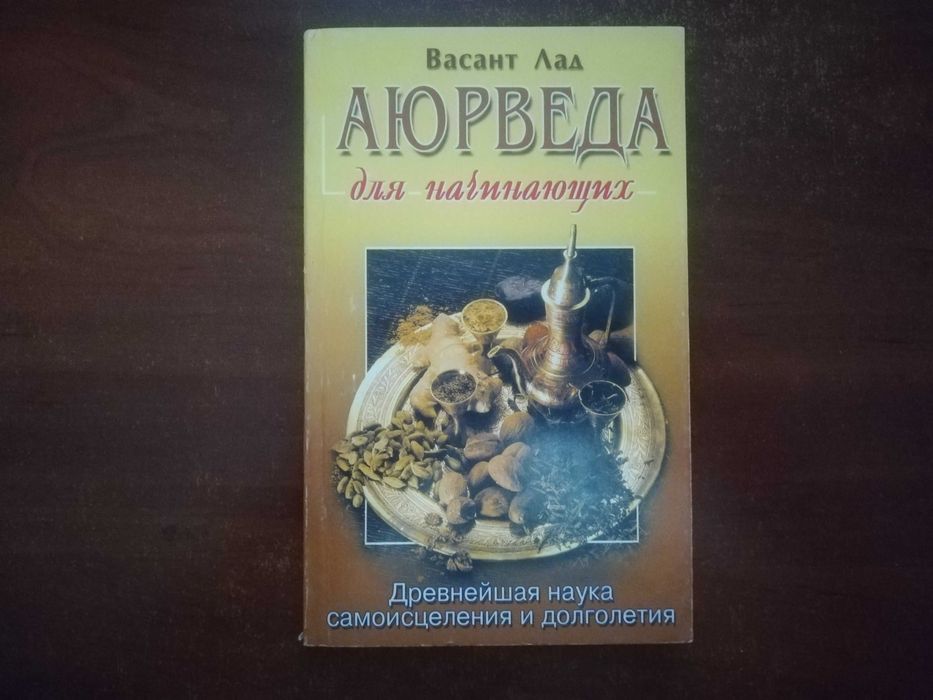 Васант Лад
АЮРВЕДА
для начинающих
Древнейшая наука
самоисцеления и долголетия